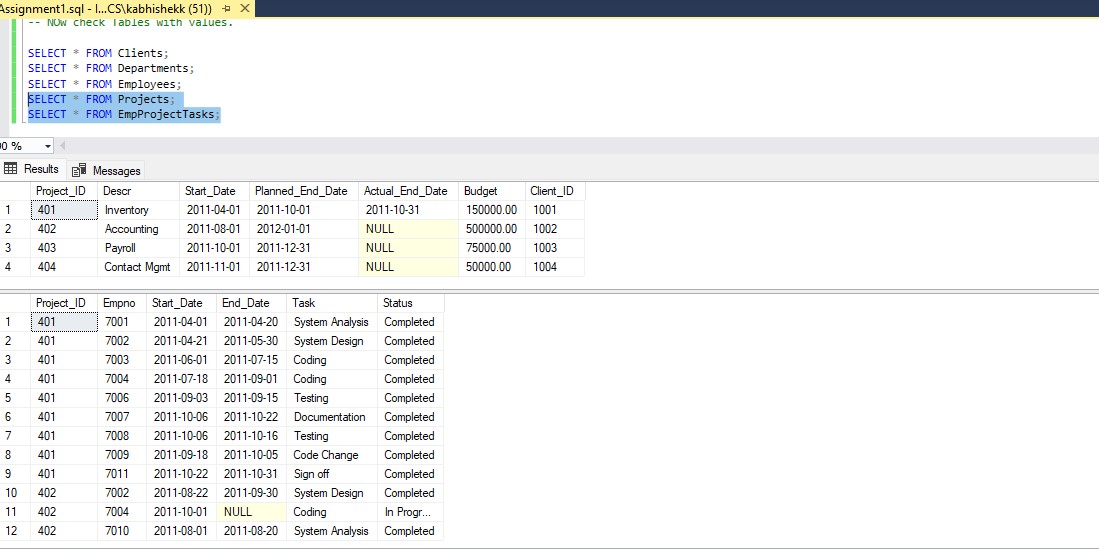 Assignment1.sql - I...CS\kabhishekk (51))
-- NOw check Tables with values.
SELECT * FROM Clients;
SELECT * FROM Departments;
SELECT * FROM Employees;
SELECT * FROM Projects;
SELECT * FROM EmpProjectTasks;
00 %
Results Messages
Project_ID Descr Start_Date Planned_End_Date Actual_End_Date Budget Client_ID
1 401 Inventory 2011-04-01 2011-10-01 2011-10-31 150000.00 1001
2 402 Accounting 2011-08-01 2012-01-01 NULL 500000.00 1002
3 403 Payroll 2011-10-01 2011-12-31 NULL 75000.00 1003
4 404 Contact Mgmt 2011-11-01 2011-12-31 NULL 50000.00 1004
Project_ID Empno Start_Date End_Date Task Status
1 401 7001 2011-04-01 2011-04-20 System Analysis Completed
2 401 7002 2011-04-21 2011-05-30 System Design Completed
3 401 7003 2011-06-01 2011-07-15 Coding Completed
4 401 7004 2011-07-18 2011-09-01 Coding Completed
5 401 7006 2011-09-03 2011-09-15 Testing Completed
6 401 7007 2011-10-06 2011-10-22 Documentation Completed
7 401 7008 2011-10-06 2011-10-16 Testing Completed
8 401 7009 2011-09-18 2011-10-05 Code Change Completed
9 401 7011 2011-10-22 2011-10-31 Sign off Completed
10 402 7002 2011-08-22 2011-09-30 System Design Completed
11 402 7004 2011-10-01 NULL Coding In Progr...
12 402 7010 2011-08-01 2011-08-20 System Analysis Completed